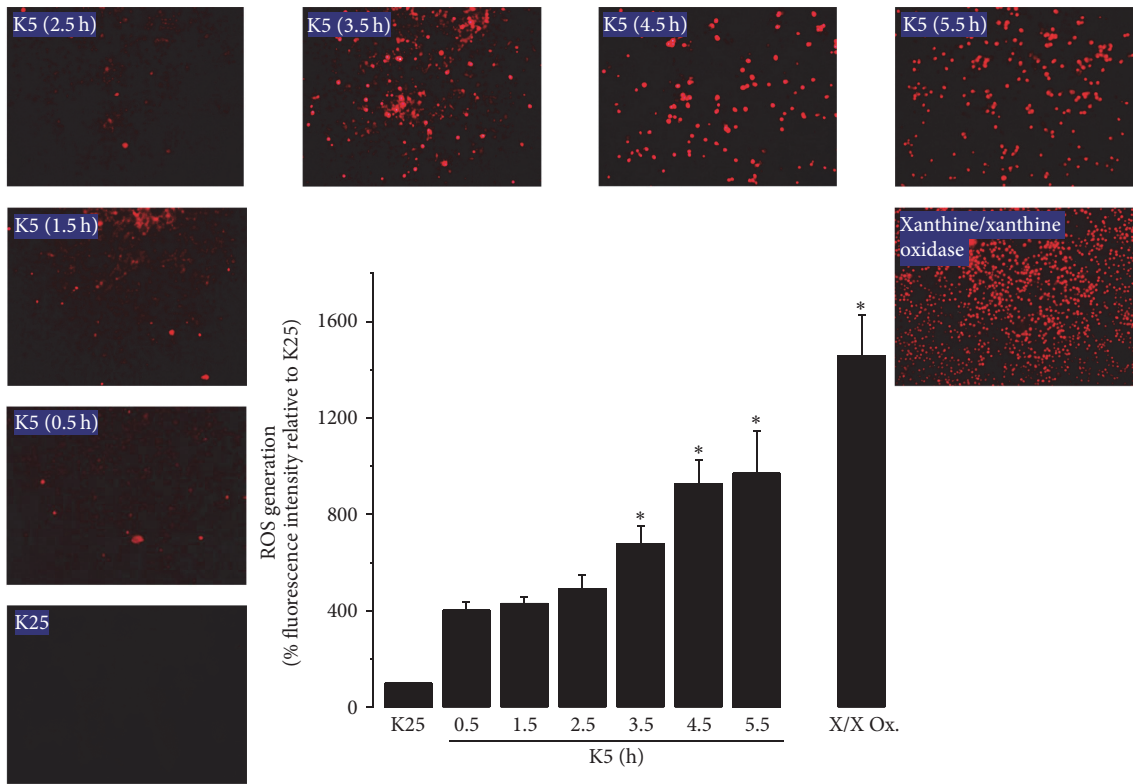 K5 (2.5 h)
K5 (3.5 h)
K5 (4.5 h)
K5 (5.5 h)
K5 (1.5 h)
Xanthine/xanthine
oxidase
K5 (0.5 h)
K25
ROS generation
(% fluorescence intensity relative to K25)
1600
1200
800
400
0
*
*
*
*
K25
0.5
1.5
2.5
3.5
4.5
5.5
X/X Ox.
K5 (h)